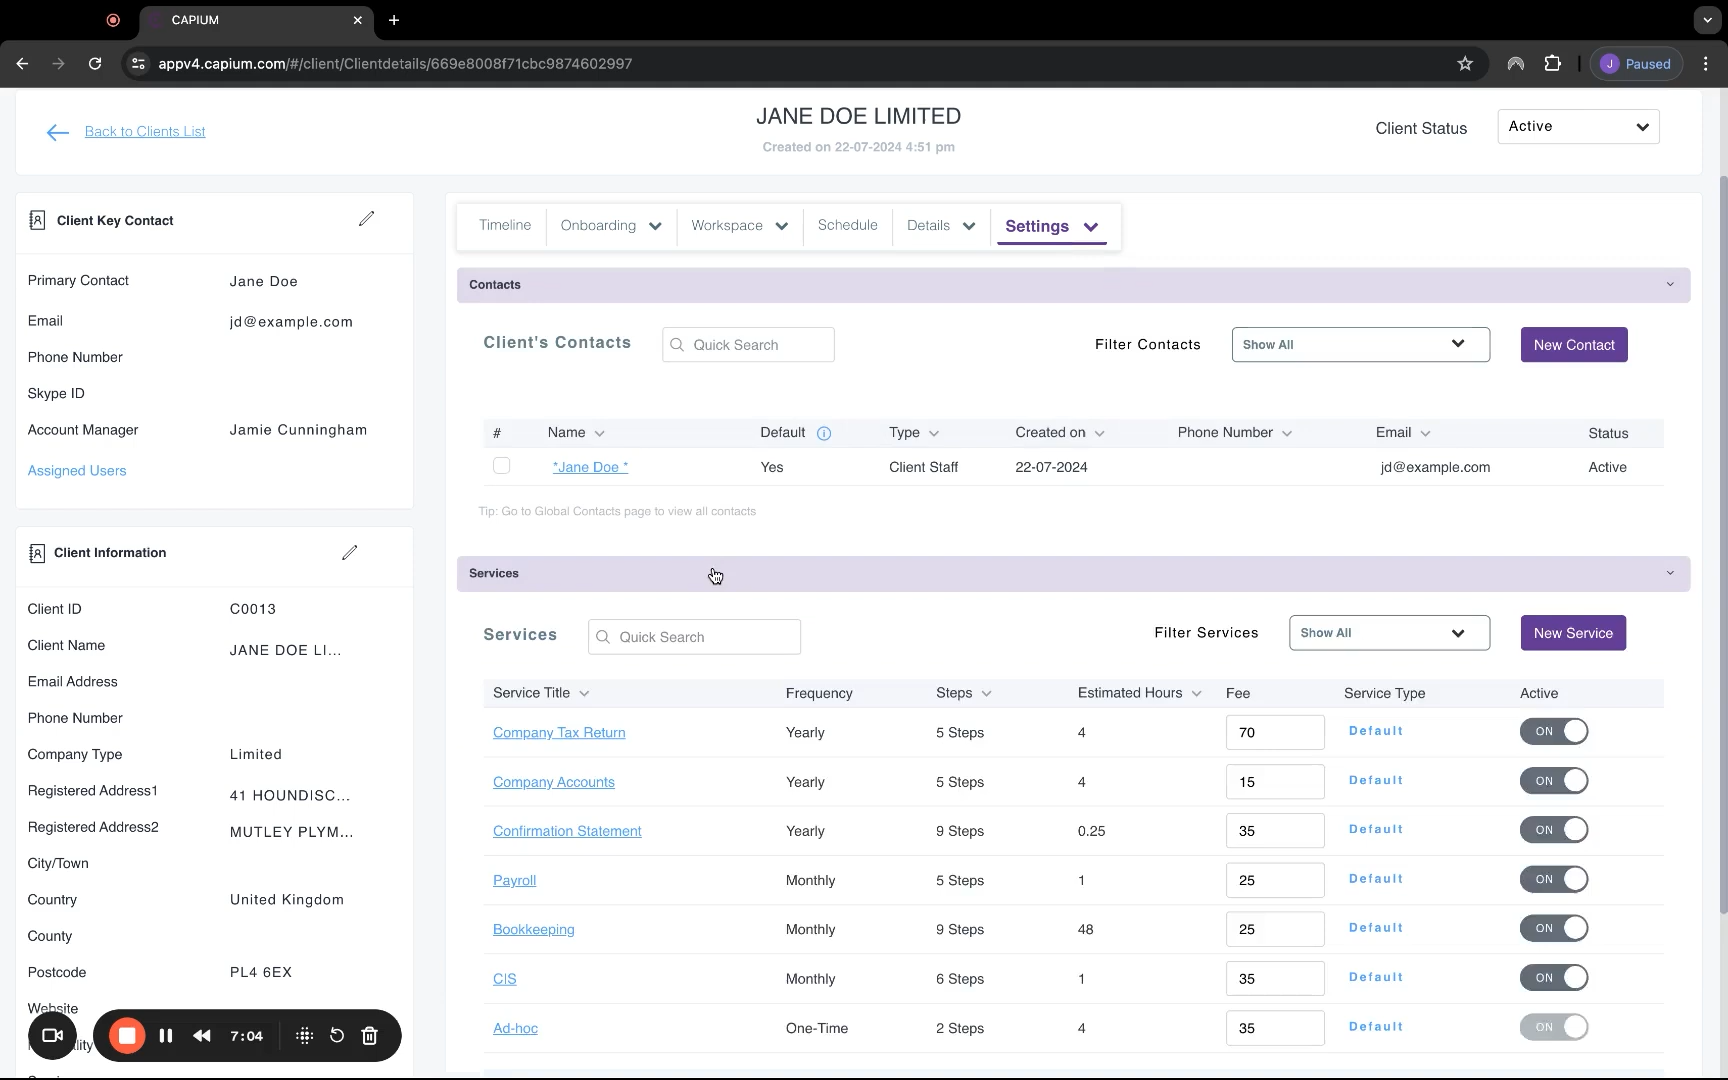 CAPIUM
appv4.capium.com/#/client/Clientdetails/669e8008f71cbc9874602997
J Paused
Back to Clients List
JANE DOE LIMITED
Created on 22-07-2024 4:51 pm
Client Status
Active
Client Key Contact
Primary Contact Jane Doe
Email jd@example.com
Phone Number
Skype ID
Account Manager Jamie Cunningham
Assigned Users
Client Information
Client ID C0013
Client Name JANE DOE LI...
Email Address
Phone Number
Company Type Limited
Registered Address1 41 HOUNDISC...
Registered Address2 MUTLEY PLYM...
City/Town
Country United Kingdom
County
Postcode PL4 6EX
Website
7:04
Timeline Onboarding Workspace Schedule Details Settings
Contacts
Client's Contacts Quick Search Filter Contacts Show All New Contact
# Name Default Type Created on Phone Number Email Status
*Jane Doe * Yes Client Staff 22-07-2024 jd@example.com Active
Tip: Go to Global Contacts page to view all contacts
Services
Services Quick Search Filter Services Show All New Service
Service Title Frequency Steps Estimated Hours Fee Service Type Active
Company Tax Return Yearly 5 Steps 4 70 Default ON
Company Accounts Yearly 5 Steps 4 15 Default ON
Confirmation Statement Yearly 9 Steps 0.25 35 Default ON
Payroll Monthly 5 Steps 1 25 Default ON
Bookkeeping Monthly 9 Steps 48 25 Default ON
CIS Monthly 6 Steps 1 35 Default ON
Ad-hoc One-Time 2 Steps 4 35 Default ON